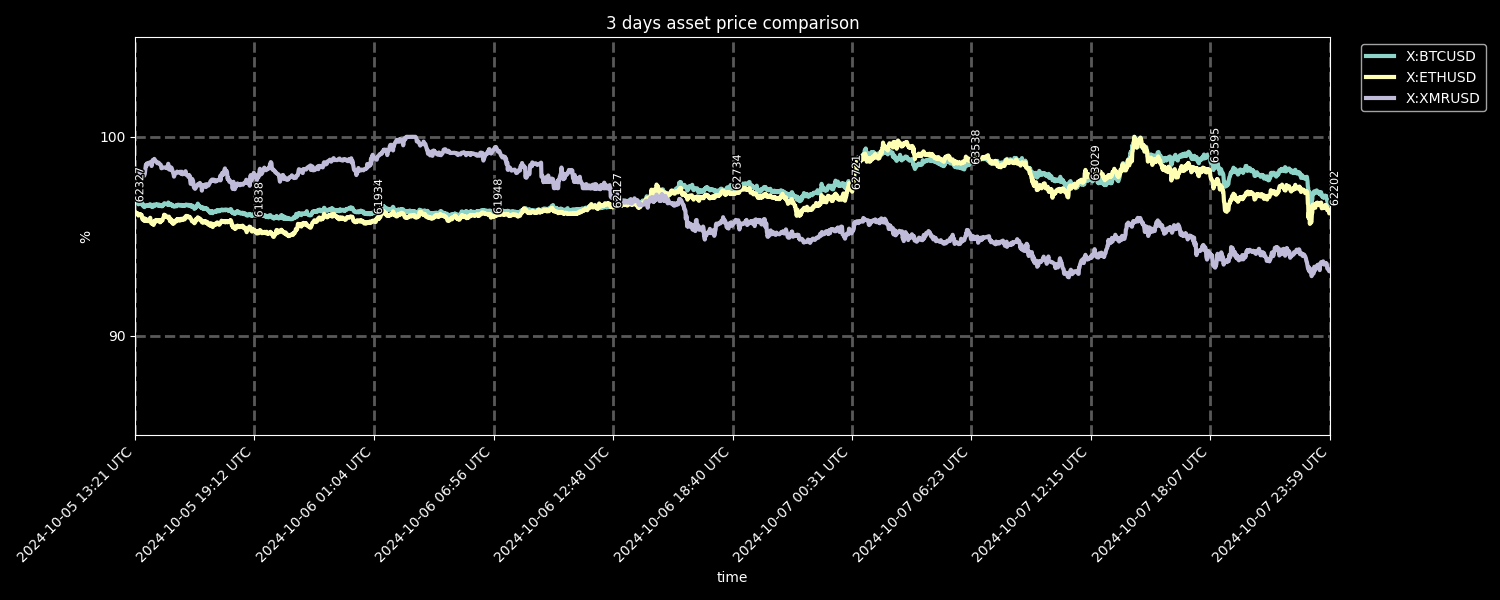 3 days asset price comparison
X:BTCUSD
X:ETHUSD
X:XMRUSD
100
90
%
62327
61838
61934
61948
62127
62734
63538
63029
63595
62202
2024-10-05 13:21 UTC
2024-10-05 19:12 UTC
2024-10-06 01:04 UTC
2024-10-06 06:56 UTC
2024-10-06 12:48 UTC
2024-10-06 18:40 UTC
2024-10-07 00:31 UTC
2024-10-07 06:23 UTC
2024-10-07 12:15 UTC
2024-10-07 18:07 UTC
2024-10-07 23:59 UTC
time